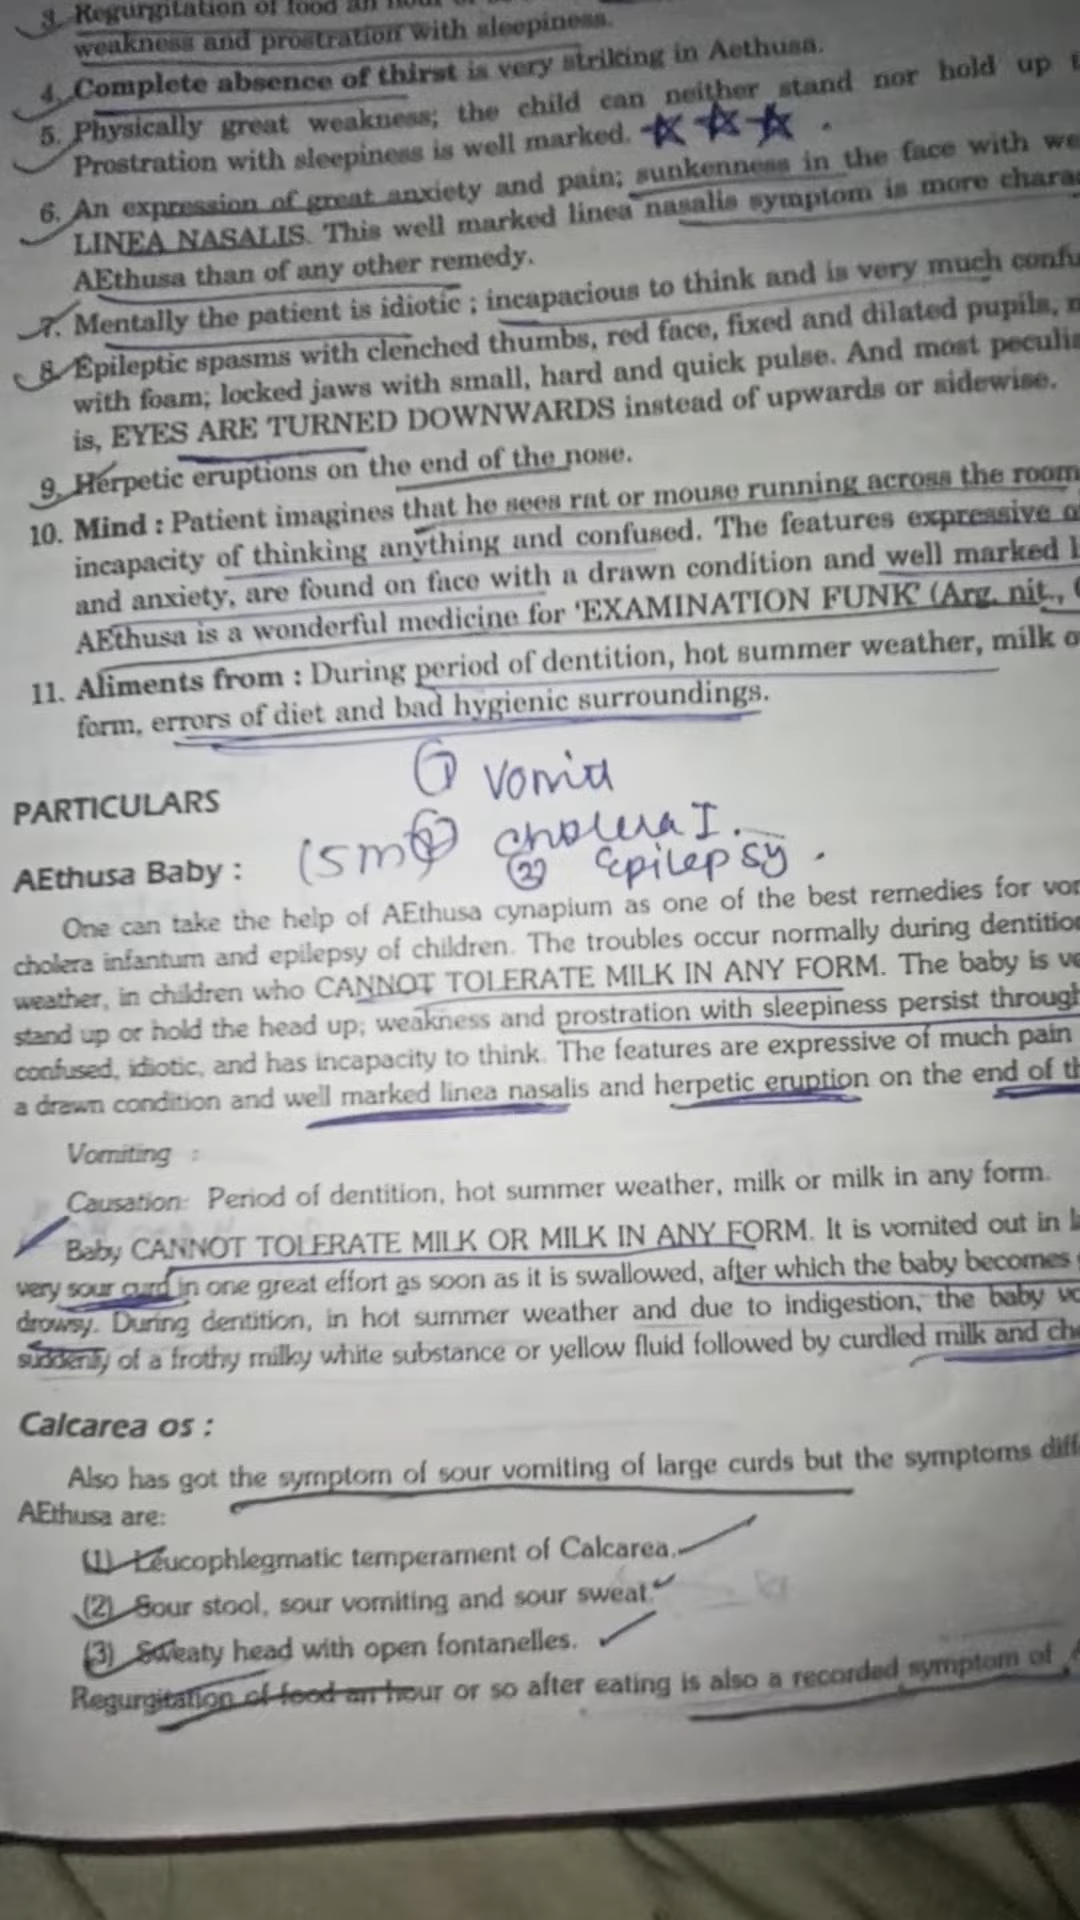 3. Regurgitation of food an hour
weakness and prostration with sleepiness.
4. Complete absence of thirst is very striking in Aethusa.
5. Physically great weakness; the child can neither stand nor hold up
Prostration with sleepiness is well marked.
6. An expression of great anxiety and pain; sunkenness in the face with
LINEA NASALIS. This well marked linea nasalis symptom is more
AEthusa than of any other remedy.
7. Mentally the patient is idiotic ; incapacious to think and is very much
8. Epileptic spasms with clenched thumbs, red face, fixed and dilated pupils,
with foam; locked jaws with small, hard and quick pulse. And most
is, EYES ARE TURNED DOWNWARDS instead of upwards or sidewise.
9. Herpetic eruptions on the end of the nose.
10. Mind : Patient imagines that he sees rat or mouse running across the room
incapacity of thinking anything and confused. The features expressive
and anxiety, are found on face with a drawn condition and well marked
AEthusa is a wonderful medicine for 'EXAMINATION FUNK' (Arg. nit.,
11. Aliments from : During period of dentition, hot summer weather, milk
form, errors of diet and bad hygienic surroundings.
① vomit
PARTICULARS
(5m) ② cholera I.
AEthusa Baby : ③ Epilepsy.
One can take the help of AEthusa cynapium as one of the best remedies for
cholera infantum and epilepsy of children. The troubles occur normally during
weather, in children who CANNOT TOLERATE MILK IN ANY FORM. The baby is
stand up or hold the head up; weakness and prostration with sleepiness persist
confused, idiotic, and has incapacity to think. The features are expressive of much pain
a drawn condition and well marked linea nasalis and herpetic eruption on the end of
Vomiting :
Causation: Period of dentition, hot summer weather, milk or milk in any form.
Baby CANNOT TOLERATE MILK OR MILK IN ANY FORM. It is vomited out in
very sour curd in one great effort as soon as it is swallowed, after which the baby becomes
drowsy. During dentition, in hot summer weather and due to indigestion, the baby
suddenly of a frothy milky white substance or yellow fluid followed by curdled milk and
Calcarea os :
Also has got the symptom of sour vomiting of large curds but the symptoms
AEthusa are:
(1) Leucophlegmatic temperament of Calcarea.
(2) Sour stool, sour vomiting and sour sweat.
(3) Sweaty head with open fontanelles.
Regurgitation of food an hour or so after eating is also a recorded symptom of